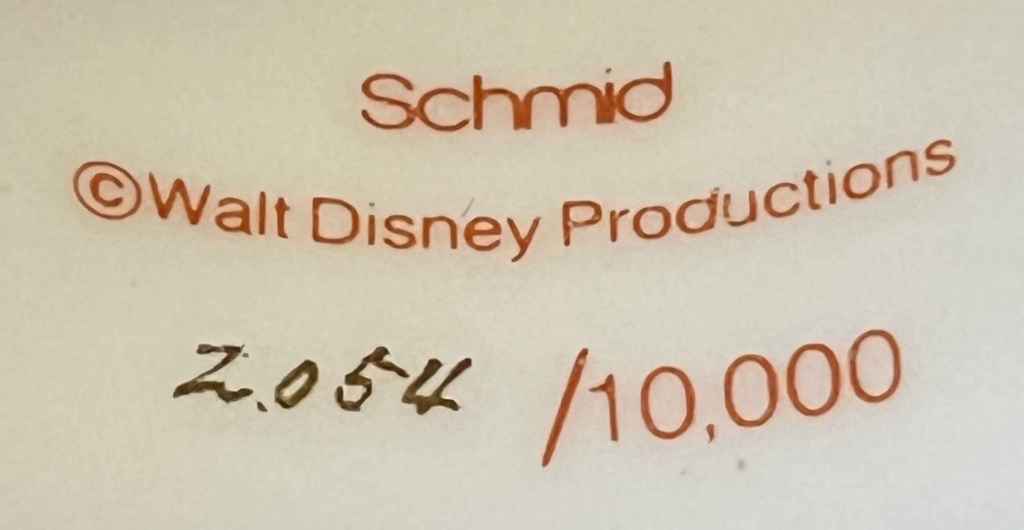 Schmid
©Walt Disney Productions
2.054 /10,000